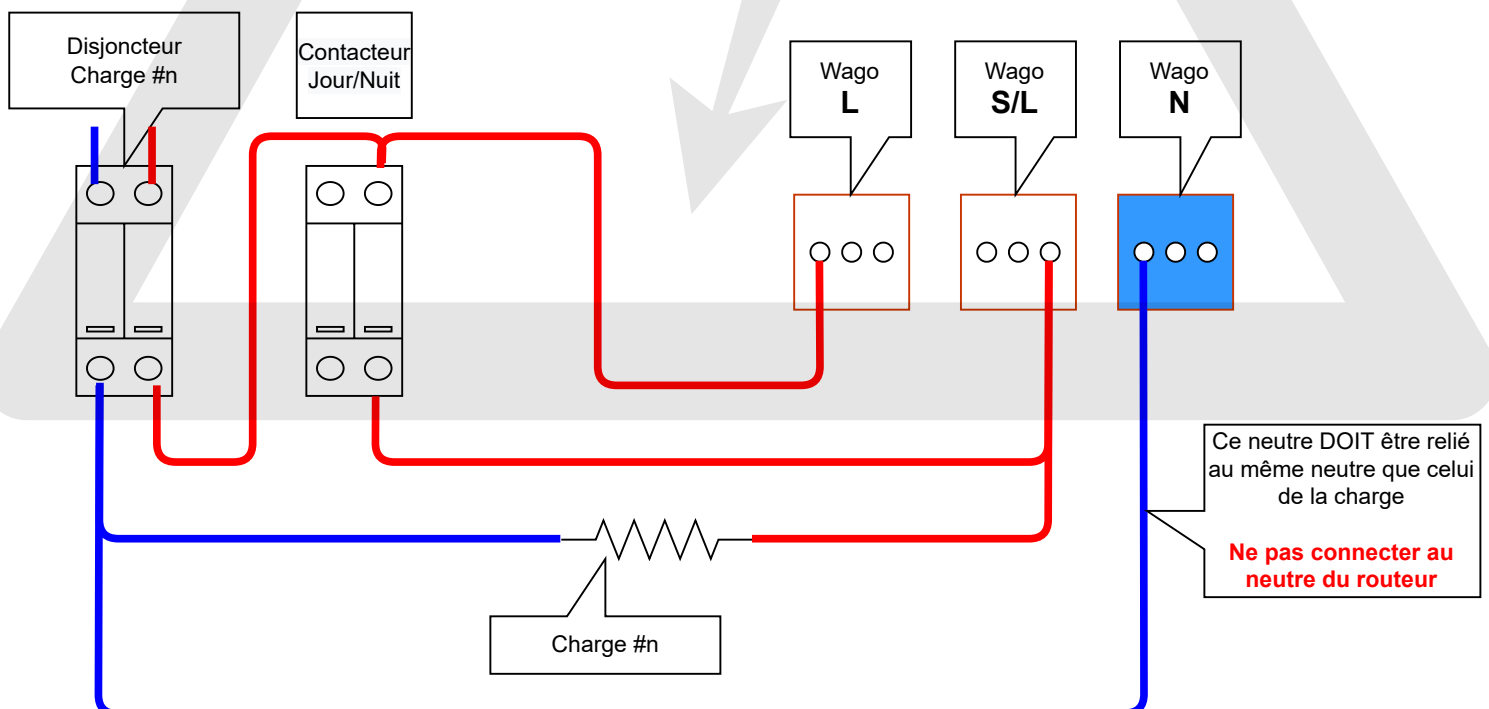 Disjoncteur
Charge #n
Contacteur
Jour/Nuit
Wago
L
Wago
S/L
Wago
N
Ce neutre DOIT être relié
au même neutre que celui
de la charge
Ne pas connecter au
neutre du routeur
Charge #n